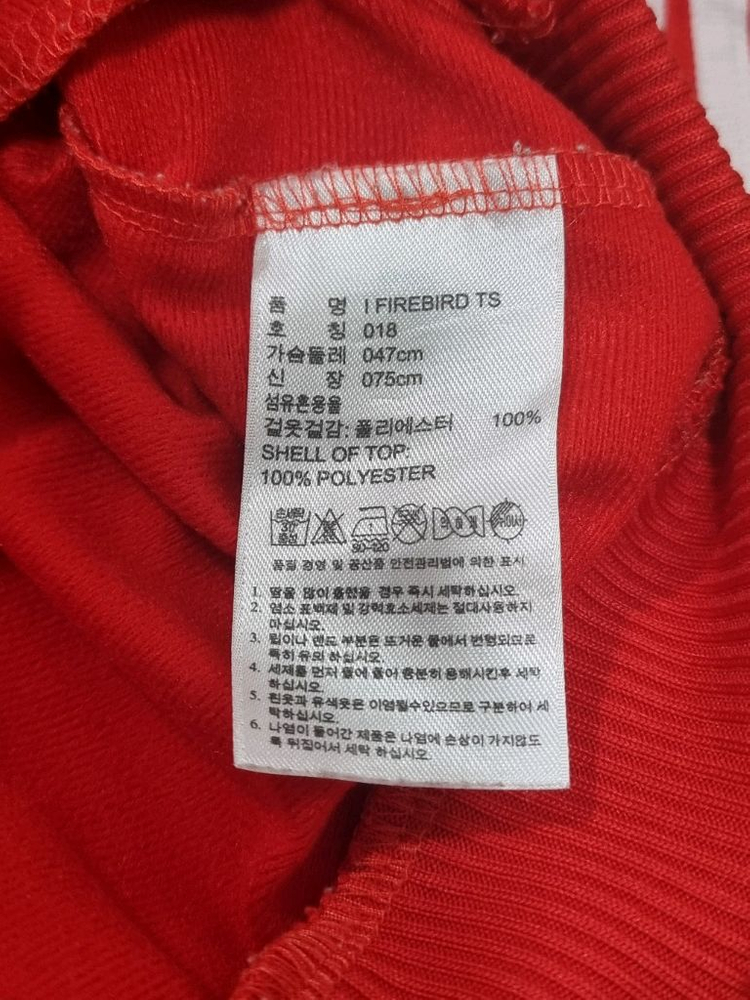 품 명 I FIREBIRD TS
호 칭 018
가슴둘레 047cm
신 장 075cm
섬유혼용율
겉옷겉감: 폴리에스터 100%
SHELL OF TOP:
100% POLYESTER
80~120
품질 경영 및 공산품 안전관리법에 의한 표시
1. 땀을 많이 흘렸을 경우 즉시 세탁하십시오.
2. 염소 표백제 및 강력효소세제는 절대사용하지
마십시오.
3. 립이나 밴드 부분은 뜨거운 물에서 변형되므로
특히 유의 하십시오.
4. 세제를 먼저 물에 풀어 충분히 용해시킨후 세탁
하십시오.
5. 흰옷과 유색옷은 이염될수있으므로 구분하여 세
탁하십시오.
6. 나염이 들어간 제품은 나염에 손상이 가지않도
록 뒤집어서 세탁 하십시오.